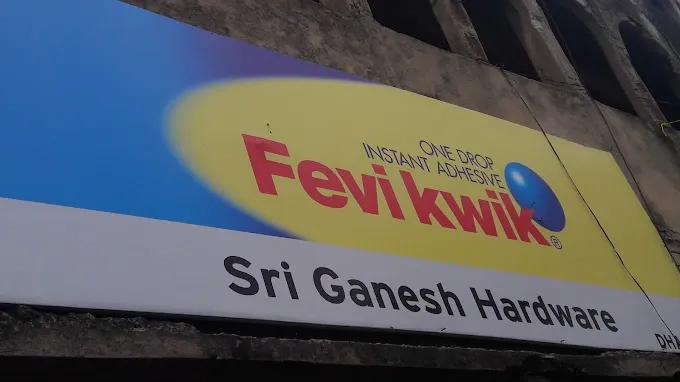 ONE DROP
INSTANT ADHESIVE
Fevi kwik®
Sri Ganesh Hardware